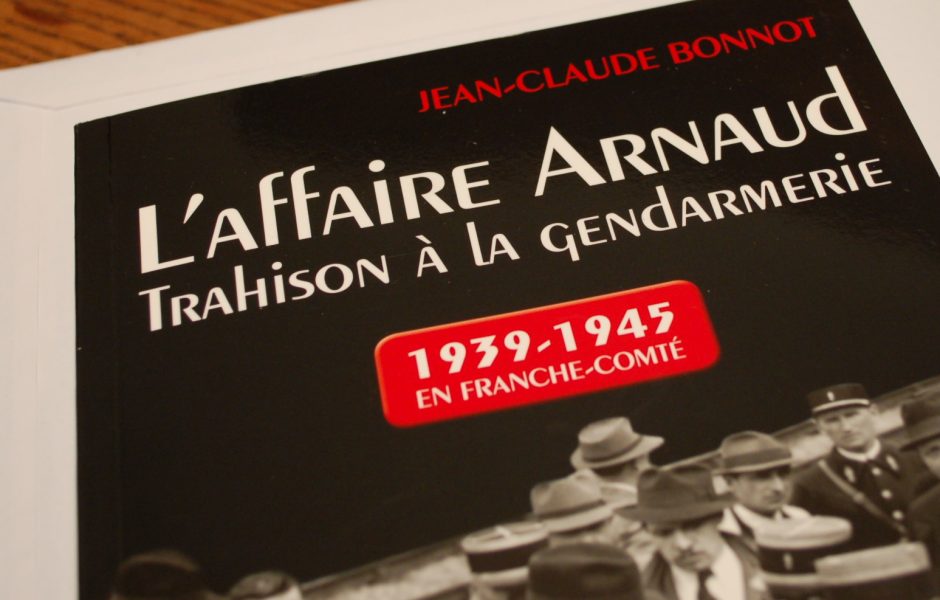 JEAN-CLAUDE BONNOT
L'AFFAIRE ARNAUD
TRAHISON À LA GENDARMERIE
1939-1945
EN FRANCHE-COMTÉ